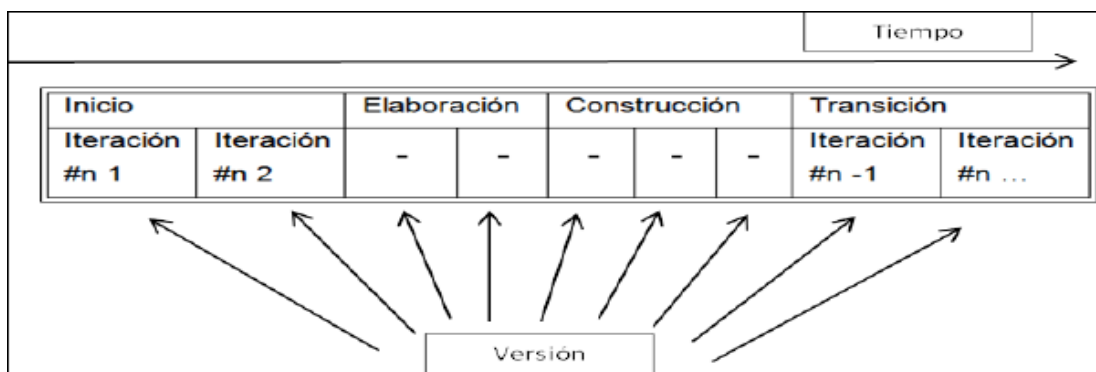 Tiempo
Inicio Elaboración Construcción Transición
Iteración Iteración - - - - - Iteración Iteración
#n 1 #n 2 #n -1 #n ...
Versión